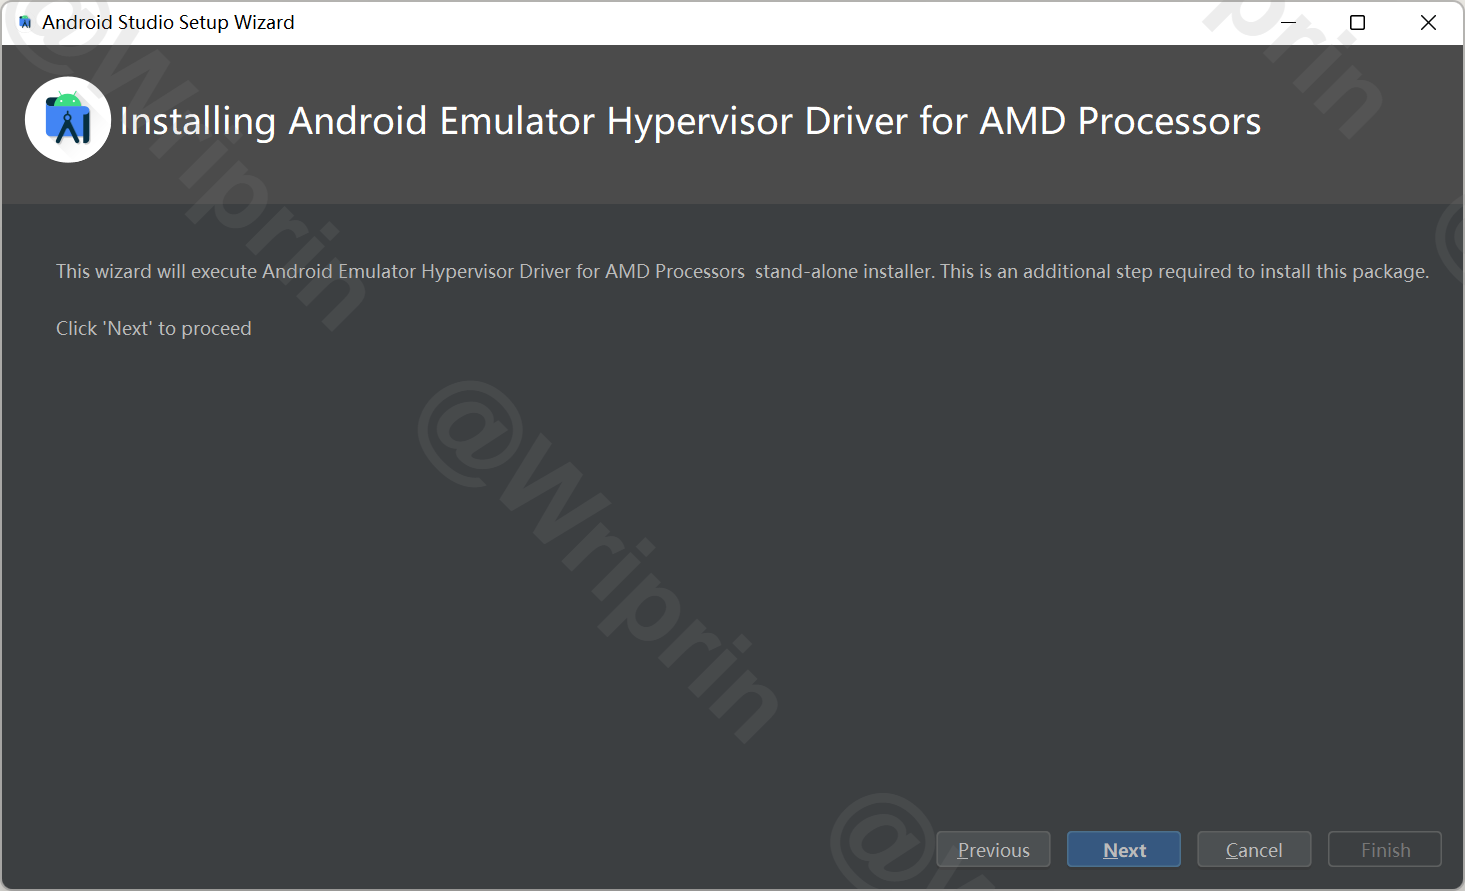 Android Studio Setup Wizard
Installing Android Emulator Hypervisor Driver for AMD Processors
This wizard will execute Android Emulator Hypervisor Driver for AMD Processors  stand-alone installer. This is an additional step required to install this package.
Click 'Next' to proceed
@Wriprin
Previous
Next
Cancel
Finish